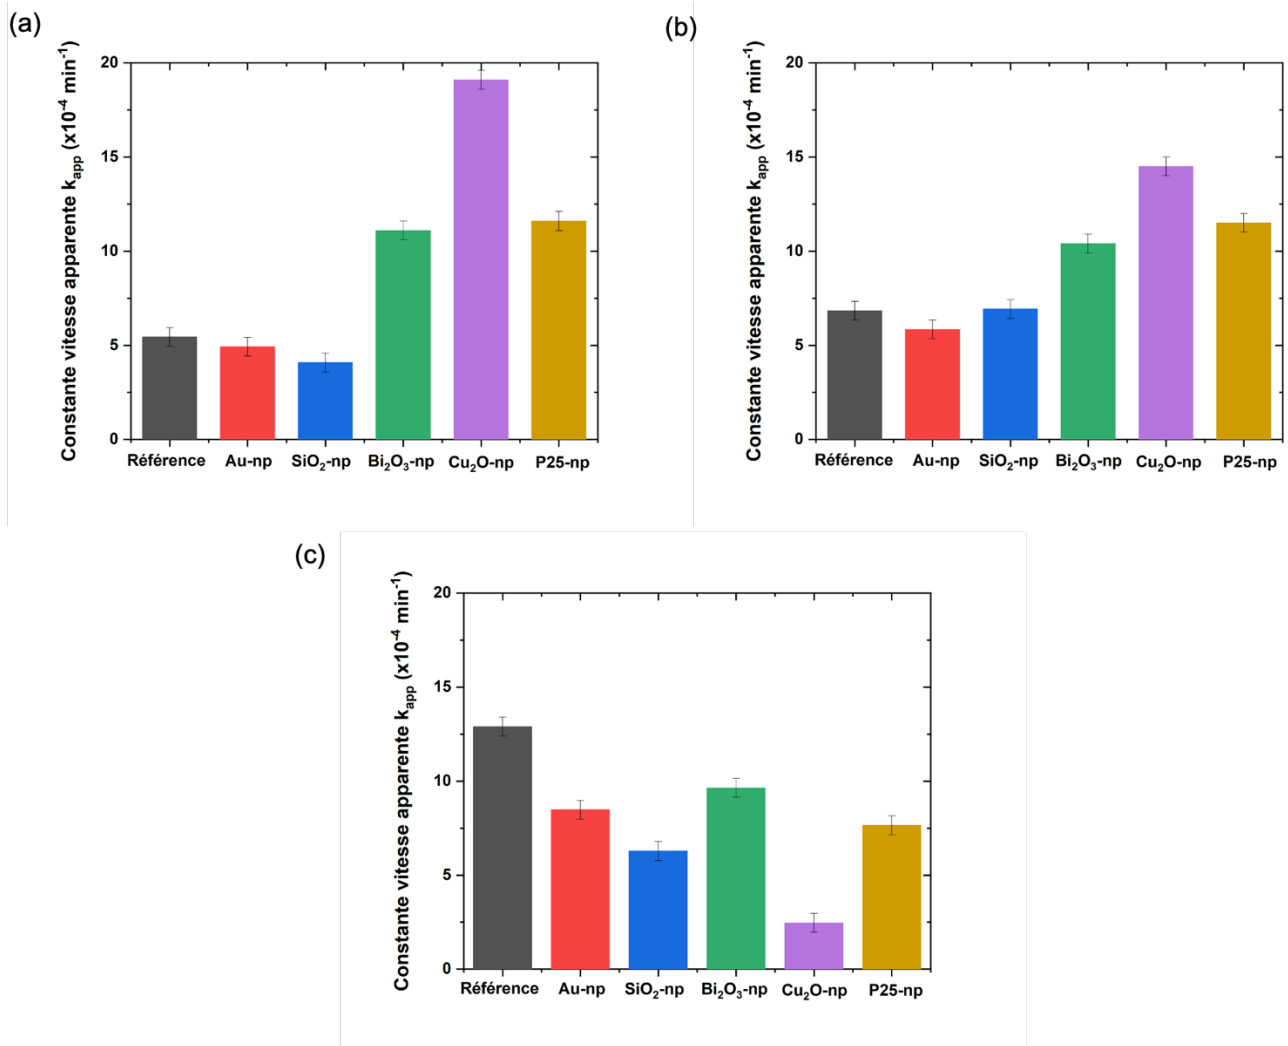 (a)
Constante vitesse apparente k_app (x10⁻⁴ min⁻¹)
20
15
10
5
0
Référence Au-np SiO₂-np Bi₂O₃-np Cu₂O-np P25-np
(b)
Constante vitesse apparente k_app (x10⁻⁴ min⁻¹)
20
15
10
5
0
Référence Au-np SiO₂-np Bi₂O₃-np Cu₂O-np P25-np
(c)
Constante vitesse apparente k_app (x10⁻⁴ min⁻¹)
20
15
10
5
0
Référence Au-np SiO₂-np Bi₂O₃-np Cu₂O-np P25-np